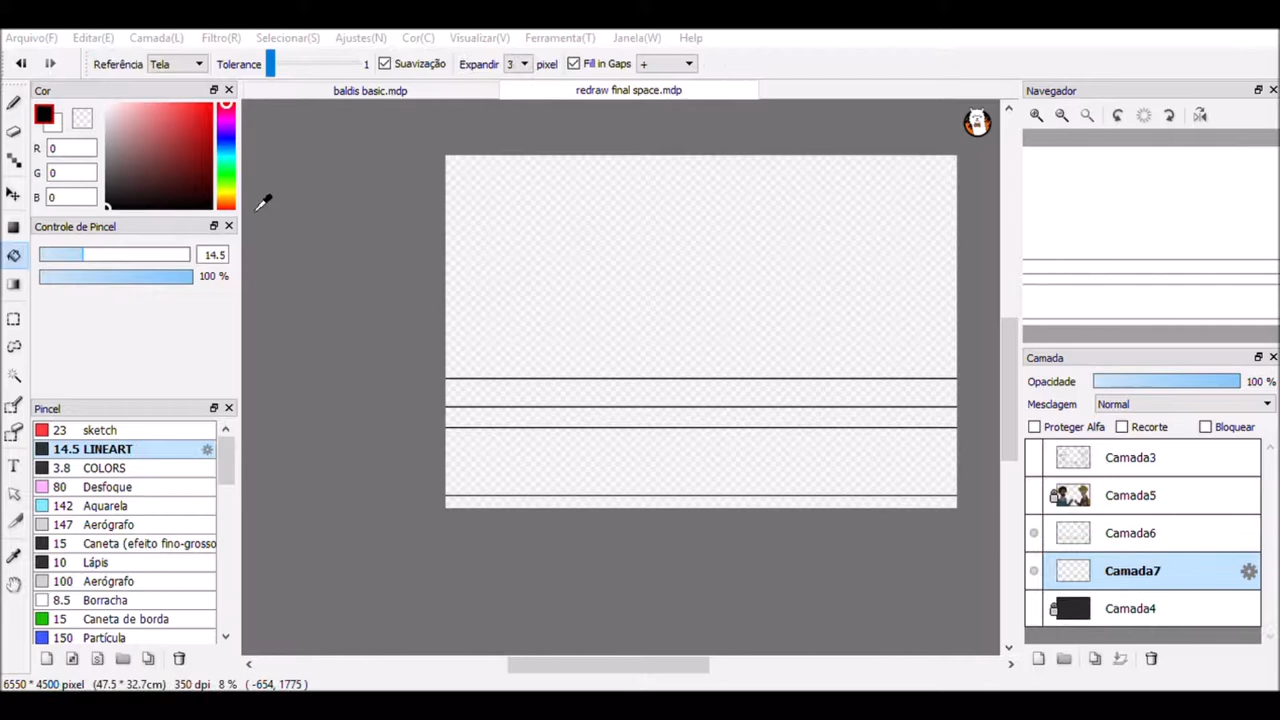 Arquivo(F) Editar(E) Camada(L) Filtro(R) Selecionar(S) Ajustes(N) Cor(C) Visualizar(V) Ferramenta(T) Janela(W) Help
Referência Tela Tolerance 1 Suavização Expandir 3 pixel Fill in Gaps +
Cor
baldis basic.mdp
redraw final space.mdp
Navegador
R 0
G 0
B 0
Controle de Pincel
14.5
100 %
Pincel
23 sketch
14.5 LINEART
3.8 COLORS
80 Desfoque
142 Aquarela
147 Aerógrafo
15 Caneta (efeito fino-grosso
10 Lápis
100 Aerógrafo
8.5 Borracha
15 Caneta de borda
150 Partícula
Camada
Opacidade 100 %
Mesclagem Normal
Proteger Alfa Recorte Bloquear
Camada3
Camada5
Camada6
Camada7
Camada4
6550 * 4500 pixel (47.5 * 32.7cm) 350 dpi 8 % ( -654, 1775 )